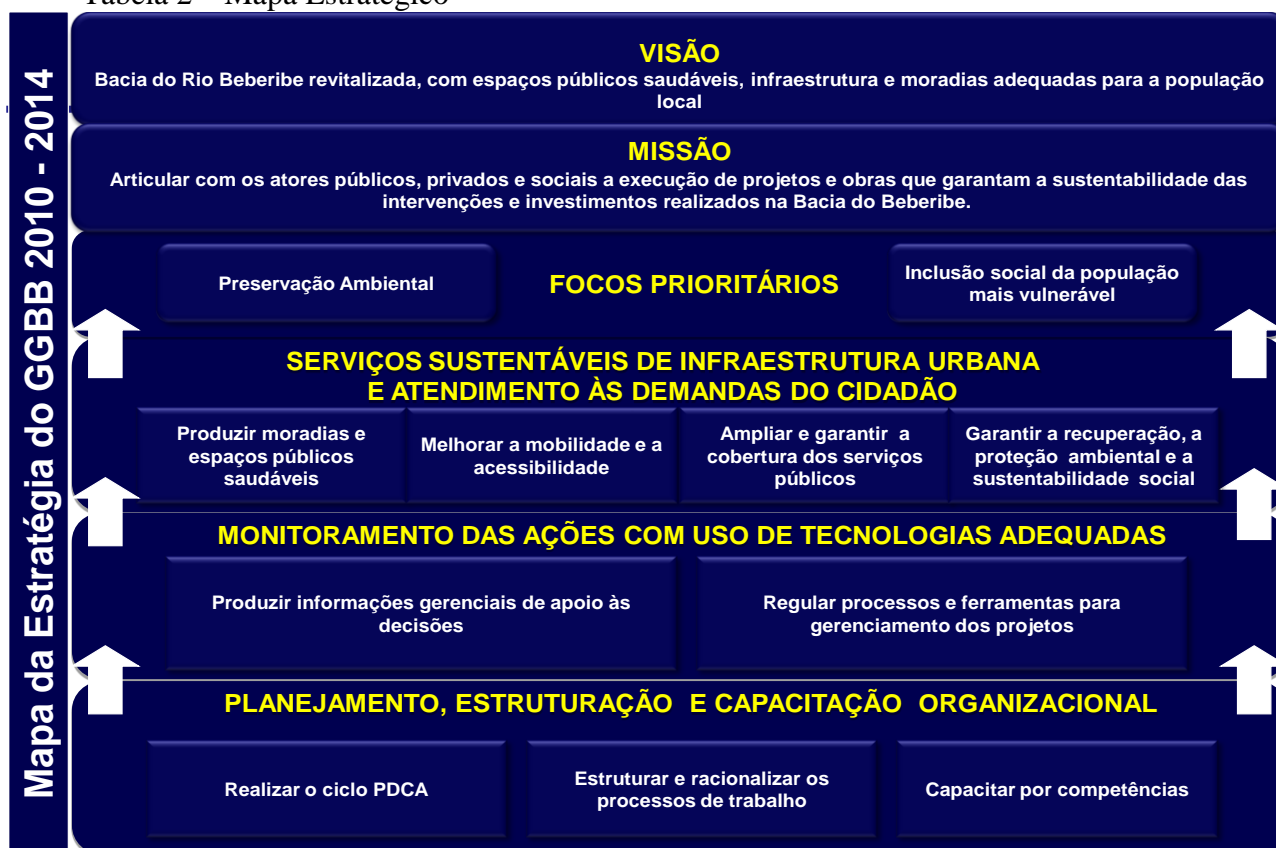 Tabela 2 – Mapa Estratégico
Mapa da Estratégia do GGBB 2010 - 2014
VISÃO
Bacia do Rio Beberibe revitalizada, com espaços públicos saudáveis, infraestrutura e moradias adequadas para a população
local
MISSÃO
Articular com os atores públicos, privados e sociais a execução de projetos e obras que garantam a sustentabilidade das
intervenções e investimentos realizados na Bacia do Beberibe.
Preservação Ambiental
FOCOS PRIORITÁRIOS
Inclusão social da população
mais vulnerável
SERVIÇOS SUSTENTÁVEIS DE INFRAESTRUTURA URBANA
E ATENDIMENTO ÀS DEMANDAS DO CIDADÃO
Produzir moradias e
espaços públicos
saudáveis
Melhorar a mobilidade e a
acessibilidade
Ampliar e garantir a
cobertura dos serviços
públicos
Garantir a recuperação, a
proteção ambiental e a
sustentabilidade social
MONITORAMENTO DAS AÇÕES COM USO DE TECNOLOGIAS ADEQUADAS
Produzir informações gerenciais de apoio às
decisões
Regular processos e ferramentas para
gerenciamento dos projetos
PLANEJAMENTO, ESTRUTURAÇÃO E CAPACITAÇÃO ORGANIZACIONAL
Realizar o ciclo PDCA
Estruturar e racionalizar os
processos de trabalho
Capacitar por competências